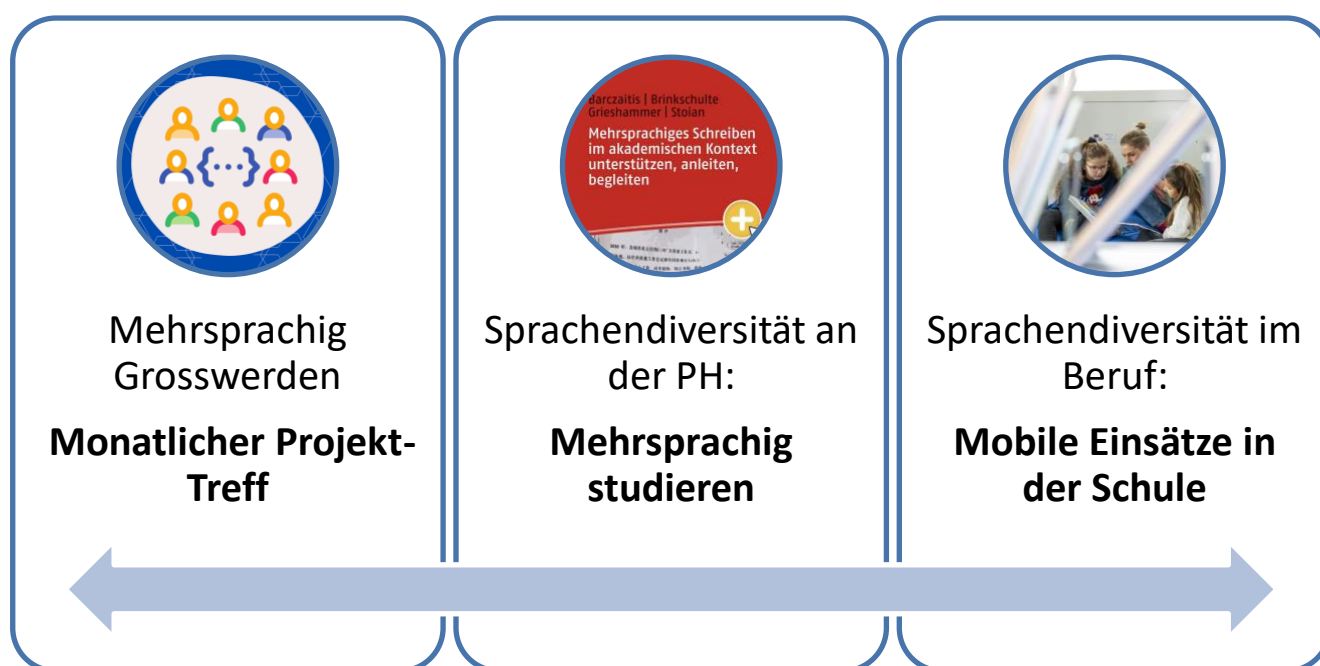 {...}
Barczaitis | Brinkschulte
Grieshammer | Stoian
Mehrsprachiges Schreiben
im akademischen Kontext
unterstützen, anleiten,
begleiten
Mehrsprachig
Grosswerden
Monatlicher Projekt-
Treff
Sprachendiversität an
der PH:
Mehrsprachig
studieren
Sprachendiversität im
Beruf:
Mobile Einsätze in
der Schule